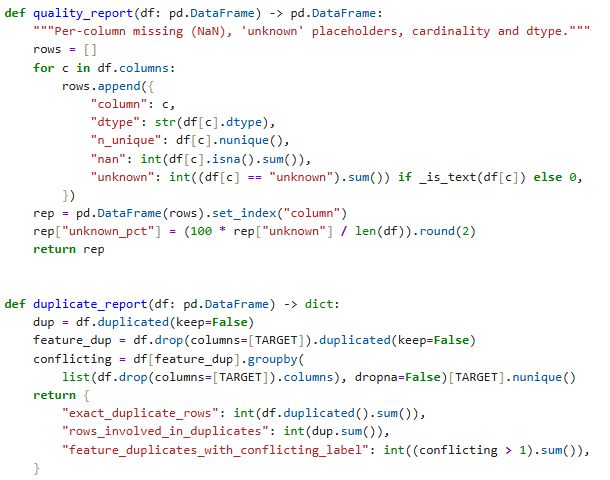 def quality_report(df: pd.DataFrame) -> pd.DataFrame:
    """Per-column missing (NaN), 'unknown' placeholders, cardinality and dtype."""
    rows = []
    for c in df.columns:
        rows.append({
            "column": c,
            "dtype": str(df[c].dtype),
            "n_unique": df[c].nunique(),
            "nan": int(df[c].isna().sum()),
            "unknown": int((df[c] == "unknown").sum()) if _is_text(df[c]) else 0,
        })
    rep = pd.DataFrame(rows).set_index("column")
    rep["unknown_pct"] = (100 * rep["unknown"] / len(df)).round(2)
    return rep

def duplicate_report(df: pd.DataFrame) -> dict:
    dup = df.duplicated(keep=False)
    feature_dup = df.drop(columns=[TARGET]).duplicated(keep=False)
    conflicting = df[feature_dup].groupby(
        list(df.drop(columns=[TARGET]).columns), dropna=False)[TARGET].nunique()
    return {
        "exact_duplicate_rows": int(df.duplicated().sum()),
        "rows_involved_in_duplicates": int(dup.sum()),
        "feature_duplicates_with_conflicting_label": int((conflicting > 1).sum()),
    }